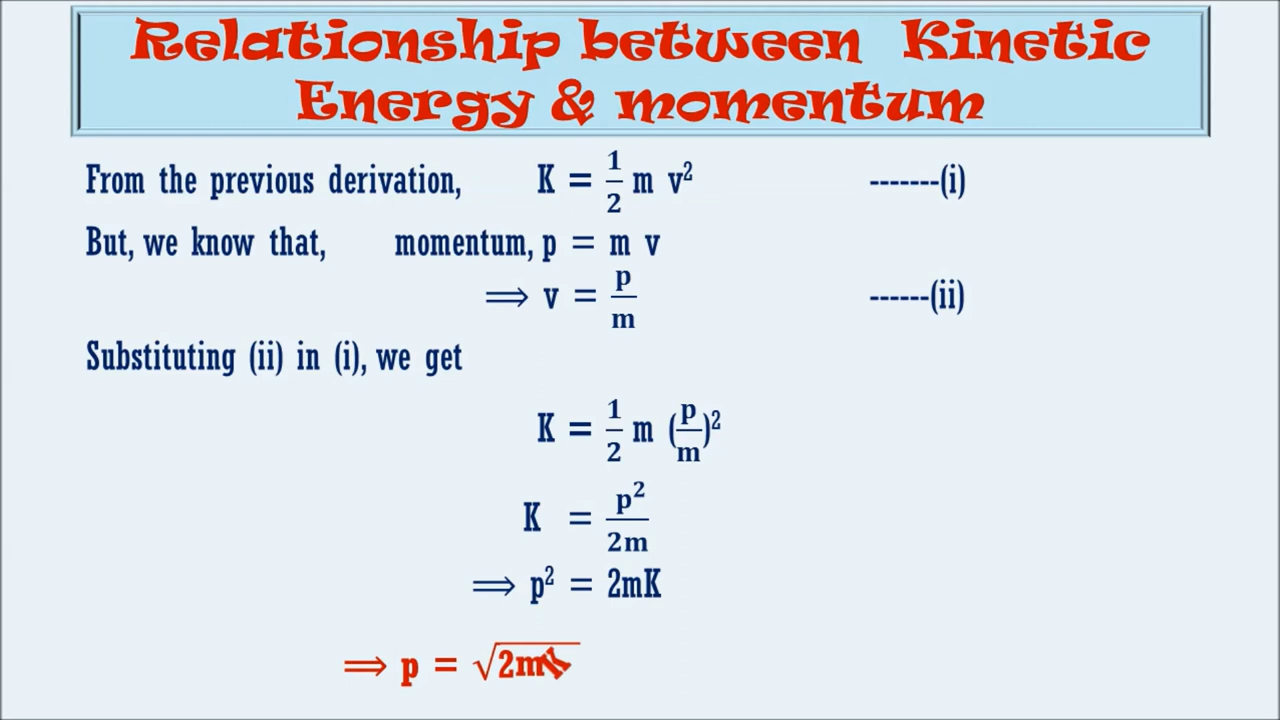 Relationship between Kinetic
Energy & momentum
From the previous derivation, K = 1/2 m v² -------(i)
But, we know that, momentum, p = m v
⟹ v = p/m ------(ii)
Substituting (ii) in (i), we get
K = 1/2 m (p/m)²
K = p²/2m
⟹ p² = 2mK
⟹ p = √2mK